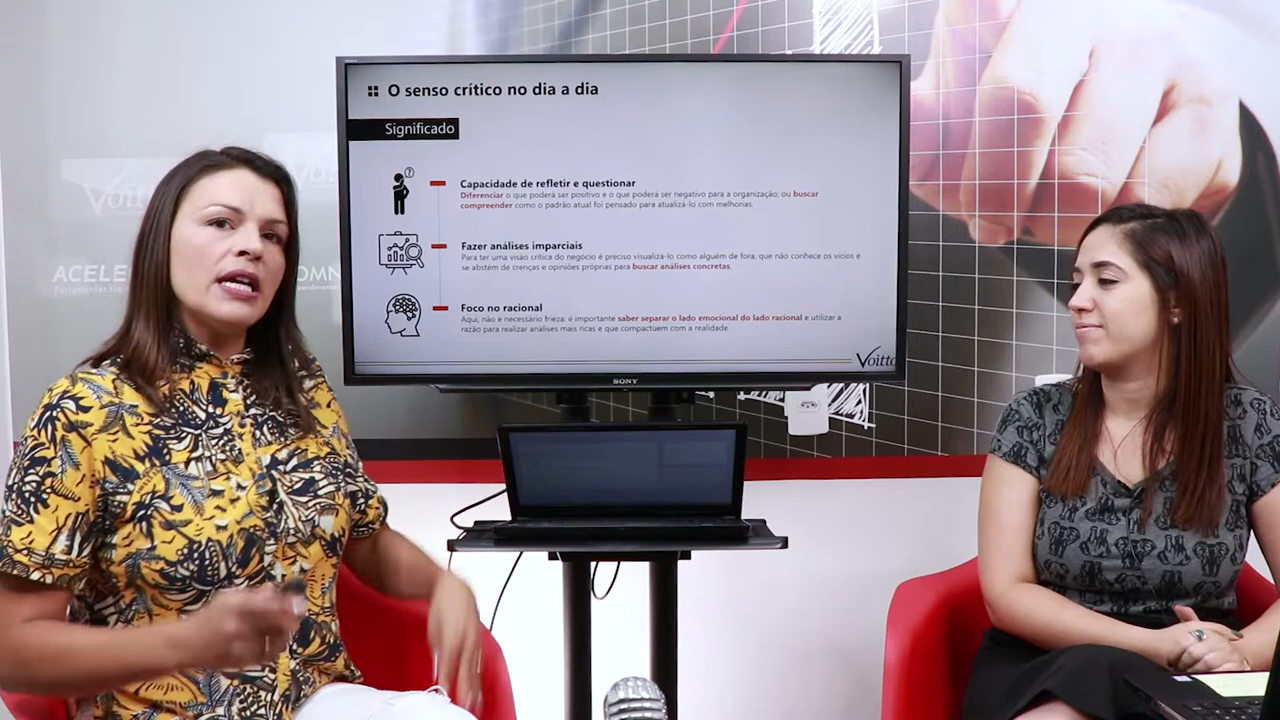 O senso crítico no dia a dia
Significado
?
Capacidade de refletir e questionar
Diferenciar o que poderá ser positivo e o que poderá ser negativo para a organização; ou buscar
compreender como o padrão atual foi pensado para atualizá-lo com melhorias.
Fazer análises imparciais
Para ter uma visão crítica do negócio é preciso visualizá-lo como alguém de fora, que não conhece os vícios e
se abstém de crenças e opiniões próprias para buscar análises concretas.
Foco no racional
Aqui, não é necessário frieza: é importante saber separar o lado emocional do lado racional e utilizar a
razão para realizar análises mais ricas e que compactuem com a realidade.
Voitto
SONY
Voitt
ACELE
OMN